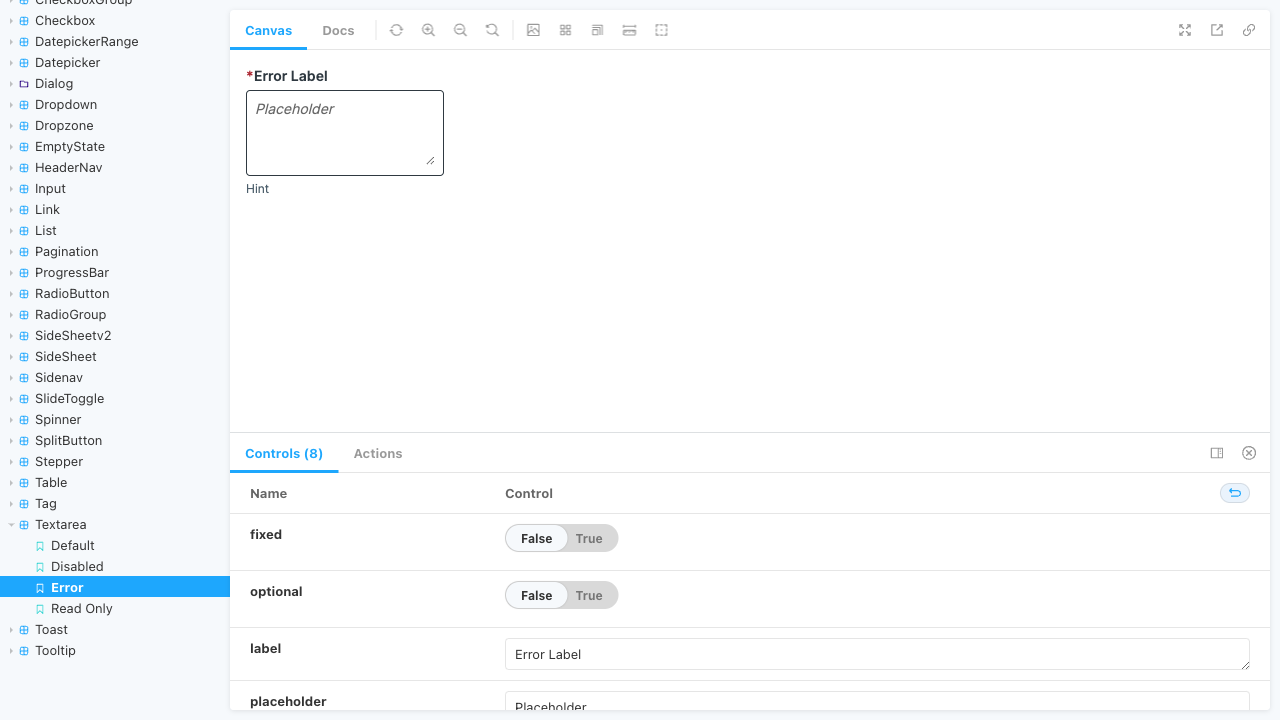 CheckboxGroup
Checkbox
DatepickerRange
Datepicker
Dialog
Dropdown
Dropzone
EmptyState
HeaderNav
Input
Link
List
Pagination
ProgressBar
RadioButton
RadioGroup
SideSheetv2
SideSheet
Sidenav
SlideToggle
Spinner
SplitButton
Stepper
Table
Tag
Textarea
Default
Disabled
Error
Read Only
Toast
Tooltip
Canvas Docs
*Error Label
Placeholder
Hint
Controls (8) Actions
Name Control
fixed False True
optional False True
label Error Label
placeholder Placeholder